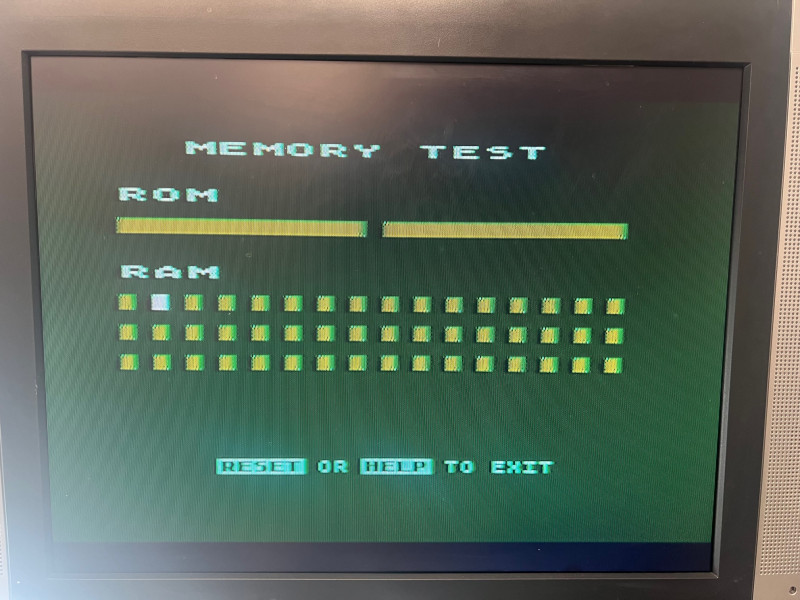 MEMORY TEST
ROM
RAM
RESET OR HELP TO EXIT